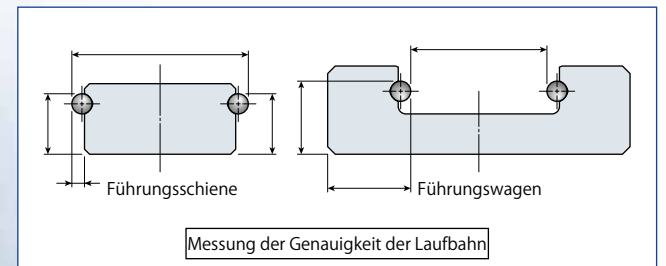 Führungsschiene
Führungswagen
Messung der Genauigkeit der Laufbahn